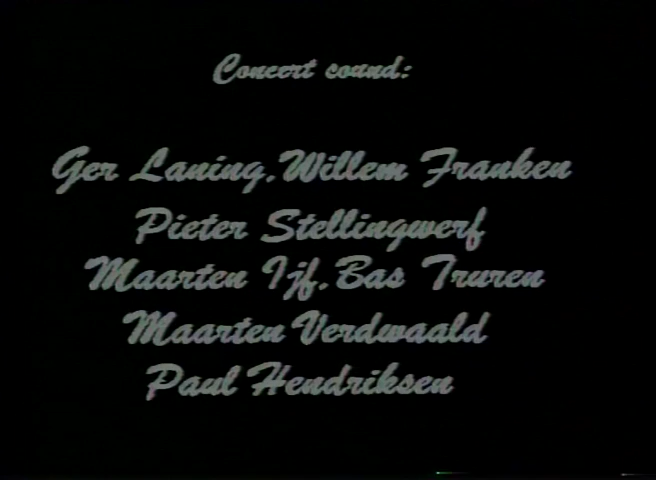 Concert sound:
Ger Laning, Willem Franken
Pieter Stellingwerf
Maarten Ijf, Bas Truren
Maarten Verdwaald
Paul Hendriksen